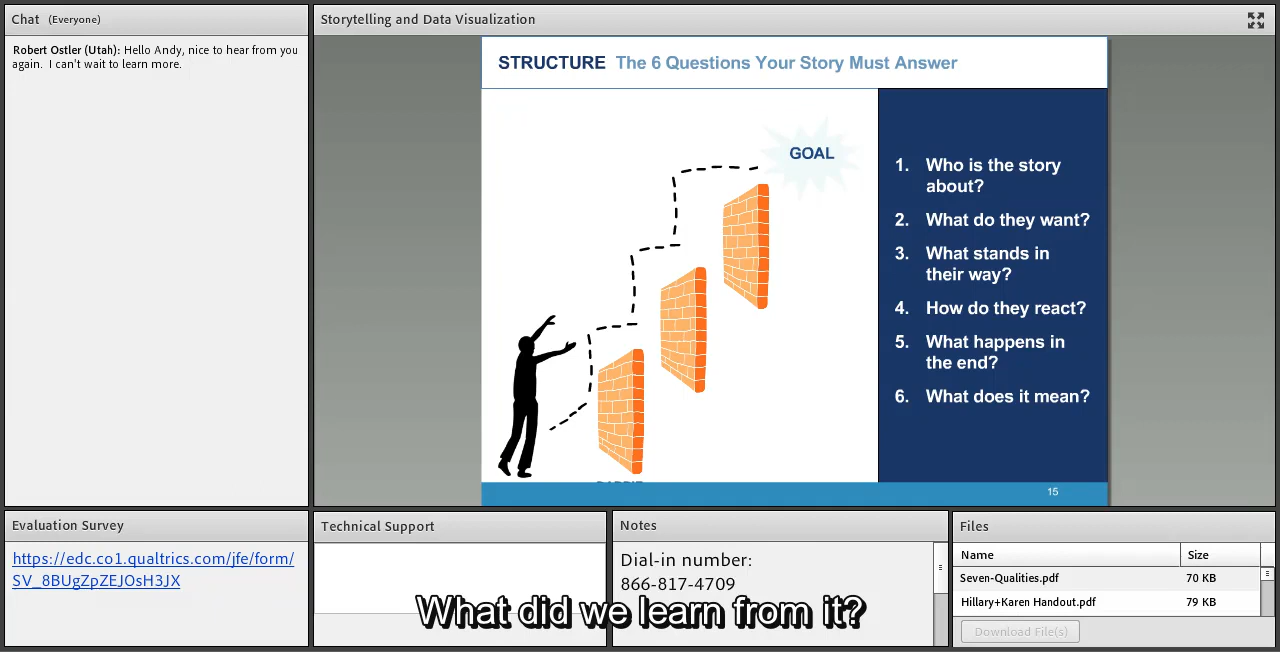 Chat (Everyone)
Robert Ostler (Utah): Hello Andy, nice to hear from you
again. I can't wait to learn more.
Storytelling and Data Visualization
STRUCTURE The 6 Questions Your Story Must Answer
GOAL
1. Who is the story
about?
2. What do they want?
3. What stands in
their way?
4. How do they react?
5. What happens in
the end?
6. What does it mean?
15
Evaluation Survey
https://edc.co1.qualtrics.com/jfe/form/
SV_8BUgZpZEJOsH3JX
Technical Support
Notes
Dial-in number:
866-817-4709
Files
Name Size
Seven-Qualities.pdf 70 KB
Hillary+Karen Handout.pdf 79 KB
Download File(s)
What did we learn from it?